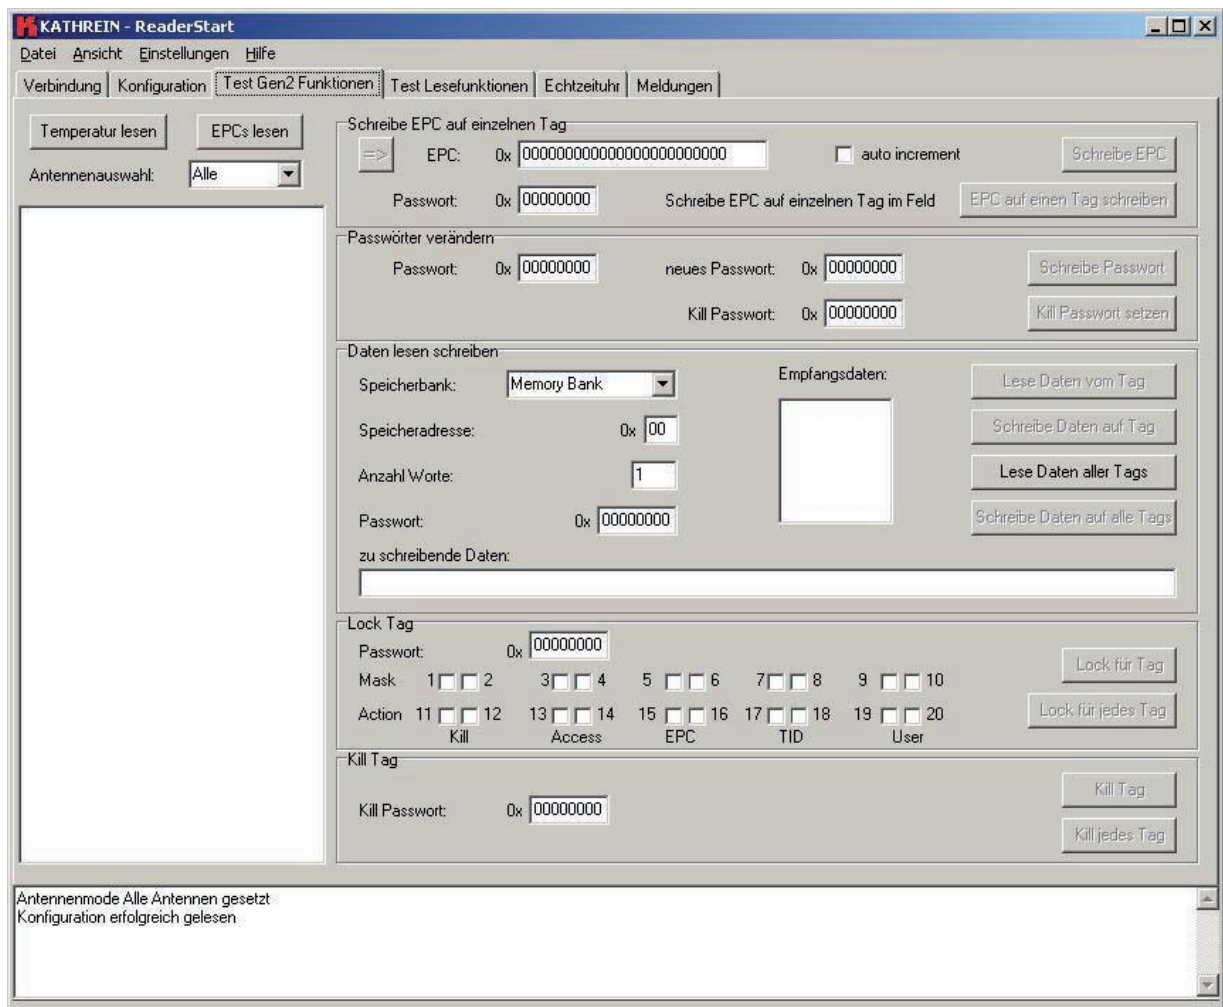 KATHREIN - ReaderStart
Datei Ansicht Einstellungen Hilfe
Verbindung Konfiguration Test Gen2 Funktionen Test Lesefunktionen Echtzeituhr Meldungen
Temperatur lesen EPCs lesen
Antennenauswahl: Alle
Schreibe EPC auf einzelnen Tag
=> EPC: 0x 000000000000000000000000 auto increment Schreibe EPC
Passwort: 0x 00000000 Schreibe EPC auf einzelnen Tag im Feld EPC auf einen Tag schreiben
Passwörter verändern
Passwort: 0x 00000000 neues Passwort: 0x 00000000 Schreibe Passwort
Kill Passwort: 0x 00000000 Kill Passwort setzen
Daten lesen schreiben
Speicherbank: Memory Bank Empfangsdaten: Lese Daten vom Tag
Speicheradresse: 0x 00 Schreibe Daten auf Tag
Anzahl Worte: 1 Lese Daten aller Tags
Passwort: 0x 00000000 Schreibe Daten auf alle Tags
zu schreibende Daten:
Lock Tag
Passwort: 0x 00000000 Lock für Tag
Mask 1 2 3 4 5 6 7 8 9 10
Action 11 12 13 14 15 16 17 18 19 20 Lock für jedes Tag
Kill Access EPC TID User
Kill Tag
Kill Passwort: 0x 00000000 Kill Tag
Kill jedes Tag
Antennenmode Alle Antennen gesetzt
Konfiguration erfolgreich gelesen